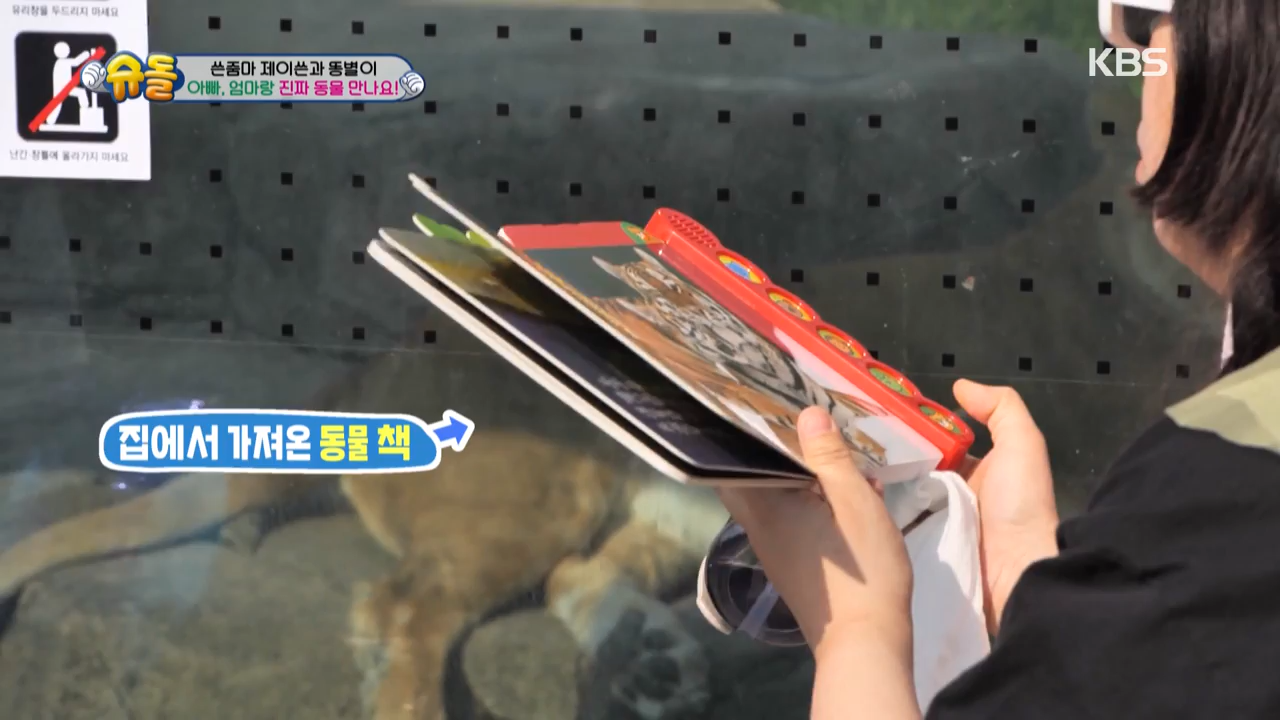 유리창을 두드리지 마세요
난간·창틀에 올라가지 마세요
슈돌
쓴줌마 제이쓴과 똥별이
아빠, 엄마랑 진짜 동물 만나요!
KBS
집에서 가져온 동물 책